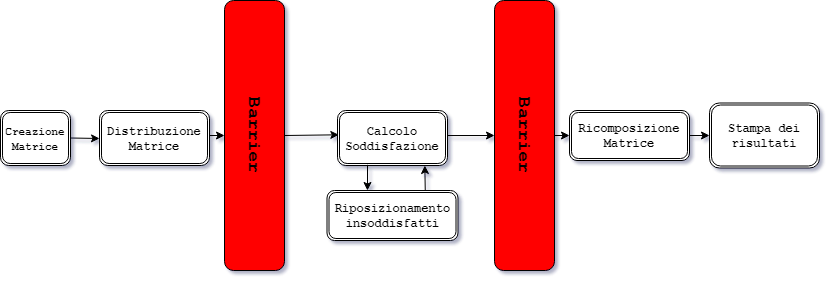 Creazione
Matrice
Distribuzione
Matrice
Barrier
Calcolo
Soddisfazione
Riposizionamento
insoddisfatti
Barrier
Ricomposizione
Matrice
Stampa dei
risultati